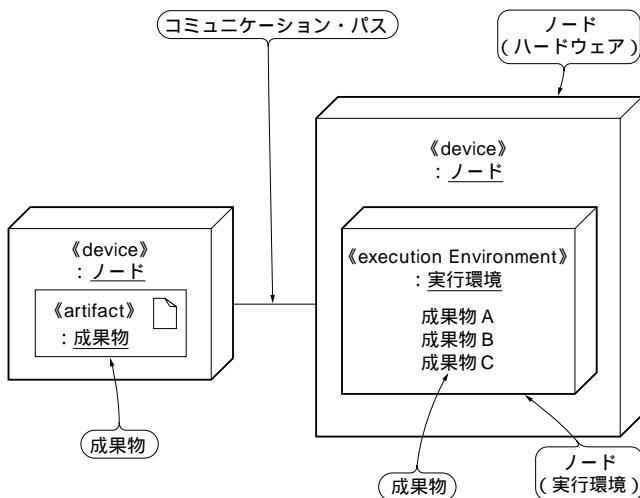 コミュニケーション・パス
ノード
(ハードウェア)
《device》
:ノード
《execution Environment》
:実行環境
成果物 A
成果物 B
成果物 C
《device》
:ノード
《artifact》
:成果物
成果物
成果物
ノード
(実行環境)